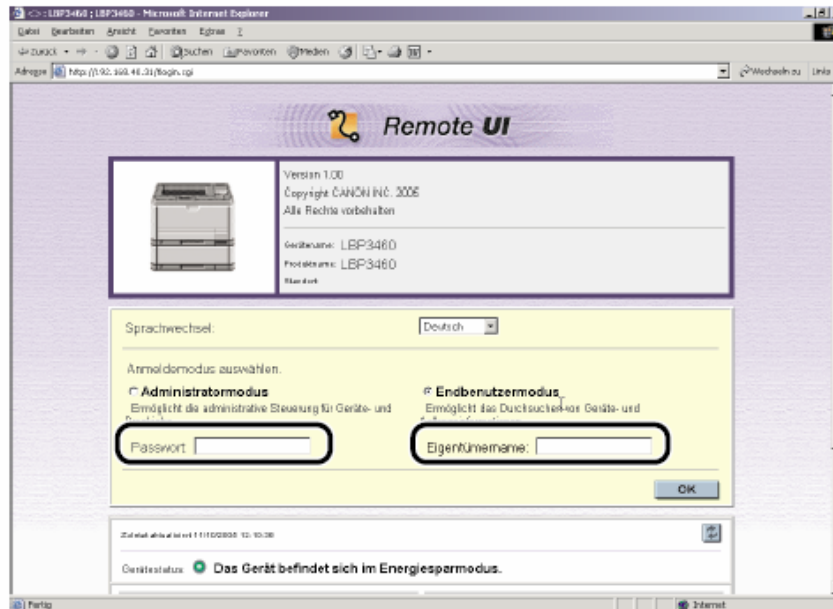 <> : LBP3460 ; LBP3460 - Microsoft Internet Explorer
Datei Bearbeiten Ansicht Favoriten Extras ?
Zurück Suchen Favoriten Medien
Adresse http://192.168.40.31/flogin.cgi Wechseln zu Links
Remote UI
Version 1.00
Copyright CANON INC. 2005
Alle Rechte vorbehalten
Gerätename: LBP3460
Produktname: LBP3460
Standort:
Sprachwechsel: Deutsch
Anmeldemodus auswählen.
Administratormodus Endbenutzermodus
Ermöglicht die administrative Steuerung für Geräte- und Ermöglicht das Durchsuchen von Geräte- und
Passwort Eigentümername:
OK
Zuletzt aktualisiert
Gerätestatus: Das Gerät befindet sich im Energiesparmodus.
Fertig Internet